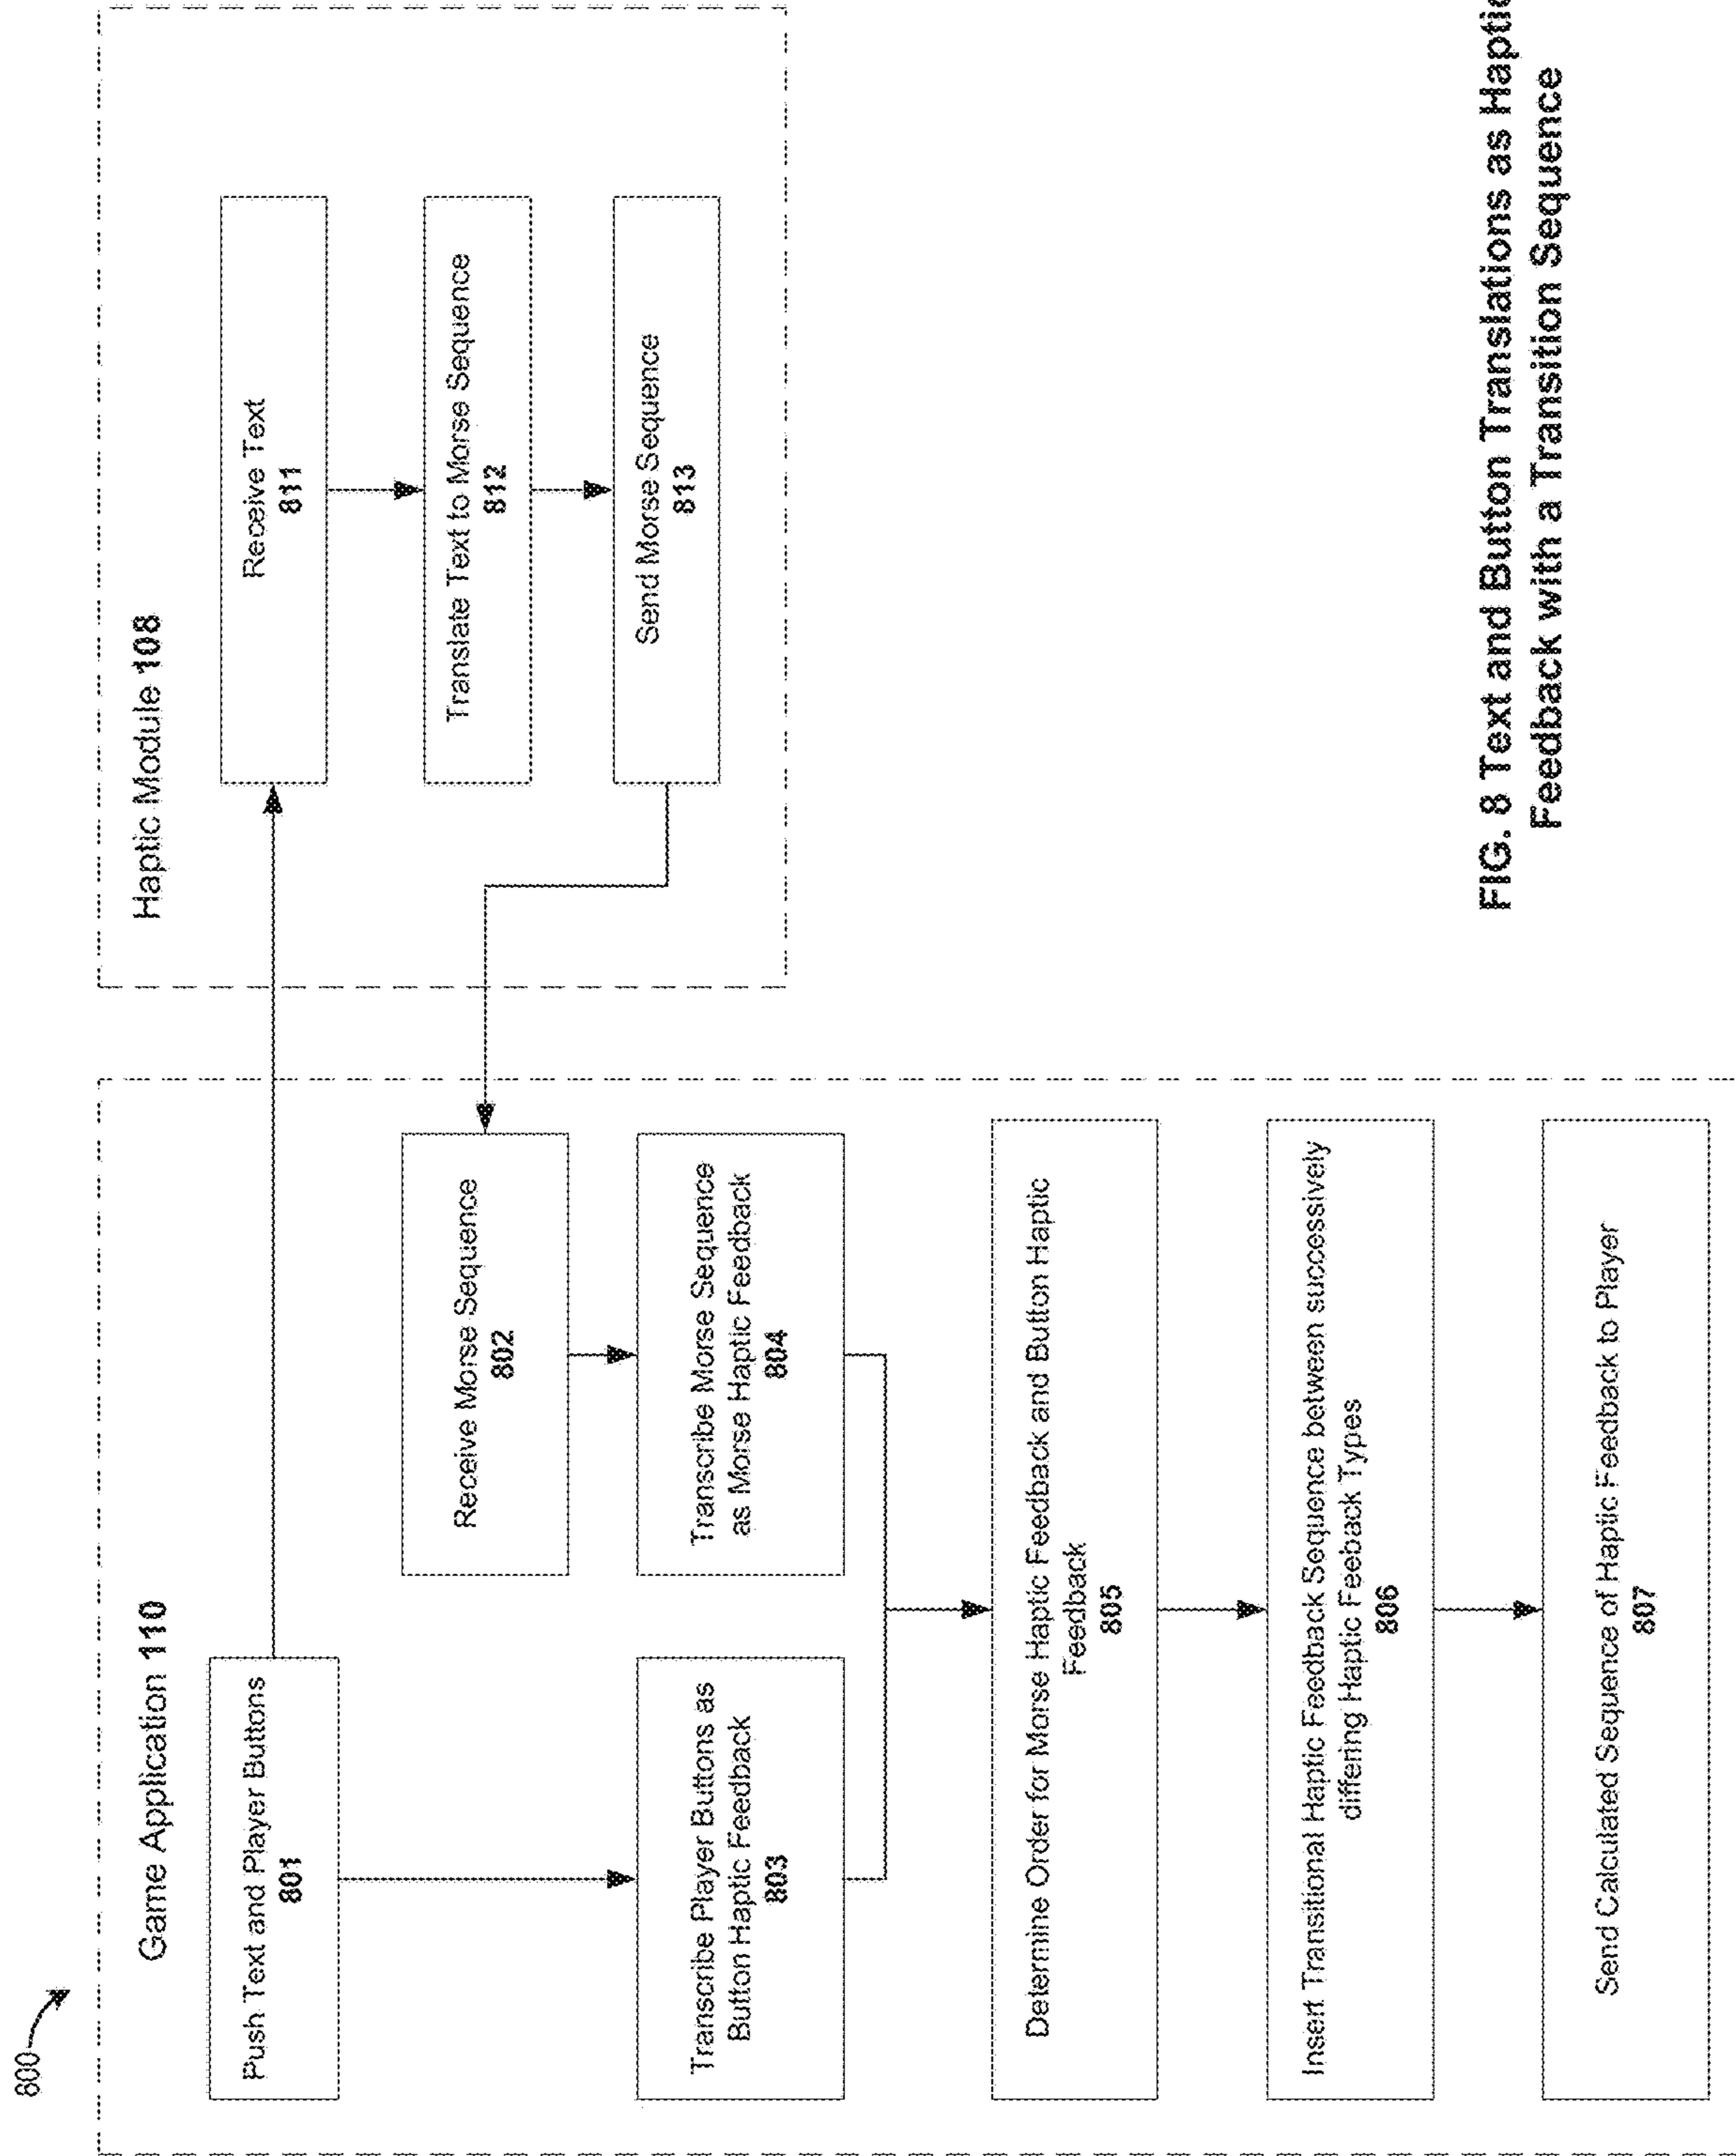 800
Game Application 110
Push Text and Player Buttons
801
Receive Morse Sequence
802
Transcribe Player Buttons as
Button Haptic Feedback
803
Transcribe Morse Sequence
as Morse Haptic Feedback
804
Determine Order for Morse Haptic Feedback and Button Haptic
Feedback
805
Insert Transitional Haptic Feedback Sequence between successively
differing Haptic Feeback Types
806
Send Calculated Sequence of Haptic Feedback to Player
807
Haptic Module 108
Receive Text
811
Translate Text to Morse Sequence
812
Send Morse Sequence
813
FIG. 8 Text and Button Translations as Haptic
Feedback with a Transition Sequence